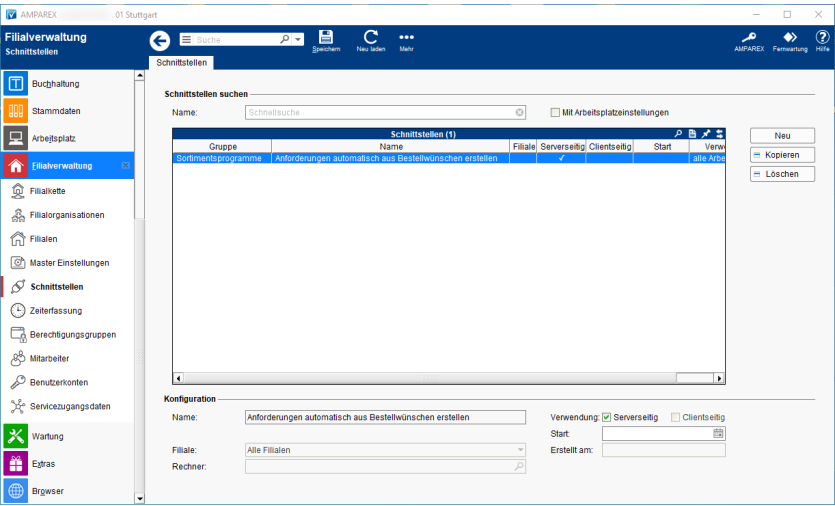 AMPAREX 01 Stuttgart
Filialverwaltung
Schnittstellen
Suche
Speichern
Neu laden
Mehr
AMPAREX
Fernwartung
Hilfe
Schnittstellen
Buchhaltung
Stammdaten
Arbeitsplatz
Filialverwaltung
Filialkette
Filialorganisationen
Filialen
Master Einstellungen
Schnittstellen
Zeiterfassung
Berechtigungsgruppen
Mitarbeiter
Benutzerkonten
Servicezugangsdaten
Wartung
Extras
Browser
Schnittstellen suchen
Name: Schnellsuche Mit Arbeitsplatzeinstellungen
Schnittstellen (1)
Gruppe Name Filiale Serverseitig Clientseitig Start Verwe
Sortimentsprogramme Anforderungen automatisch aus Bestellwünschen erstellen alle Arbe
Neu
Kopieren
Löschen
Konfiguration
Name: Anforderungen automatisch aus Bestellwünschen erstellen Verwendung: Serverseitig Clientseitig
Start:
Filiale: Alle Filialen Erstellt am:
Rechner: